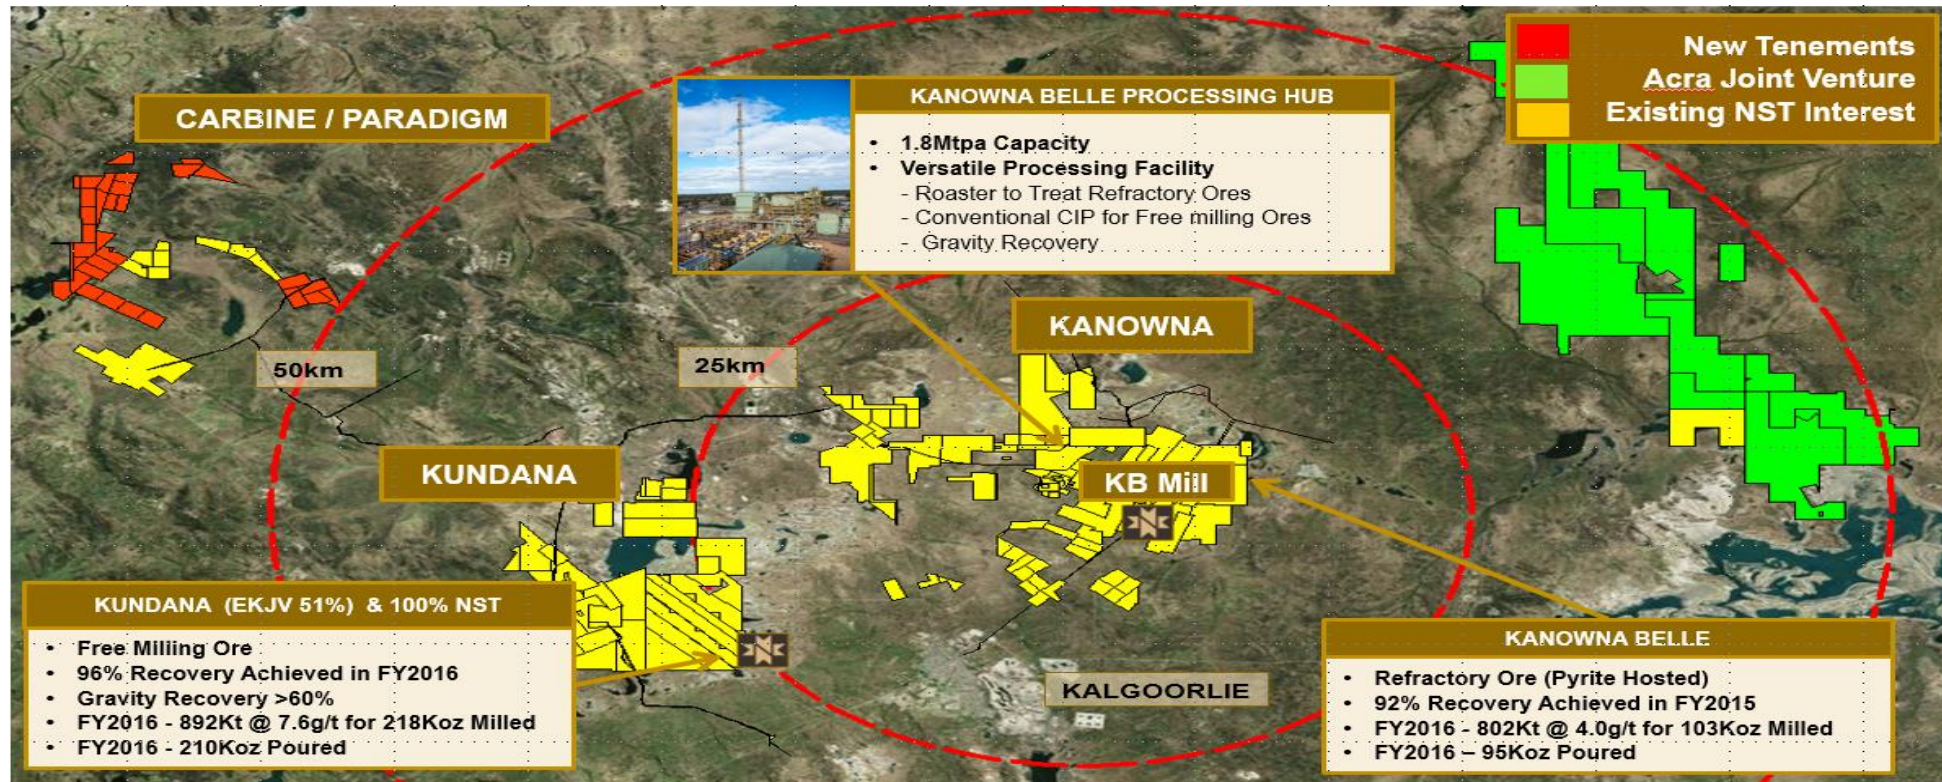 New Tenements
Acra Joint Venture
Existing NST Interest
CARBINE / PARADIGM
KANOWNA BELLE PROCESSING HUB
• 1.8Mtpa Capacity
• Versatile Processing Facility
- Roaster to Treat Refractory Ores
- Conventional CIP for Free milling Ores
- Gravity Recovery
KANOWNA
50km
25km
KUNDANA
KB Mill
KUNDANA (EKJV 51%) & 100% NST
• Free Milling Ore
• 96% Recovery Achieved in FY2016
• Gravity Recovery >60%
• FY2016 - 892Kt @ 7.6g/t for 218Koz Milled
• FY2016 - 210Koz Poured
KALGOORLIE
KANOWNA BELLE
• Refractory Ore (Pyrite Hosted)
• 92% Recovery Achieved in FY2015
• FY2016 - 802Kt @ 4.0g/t for 103Koz Milled
• FY2016 – 95Koz Poured